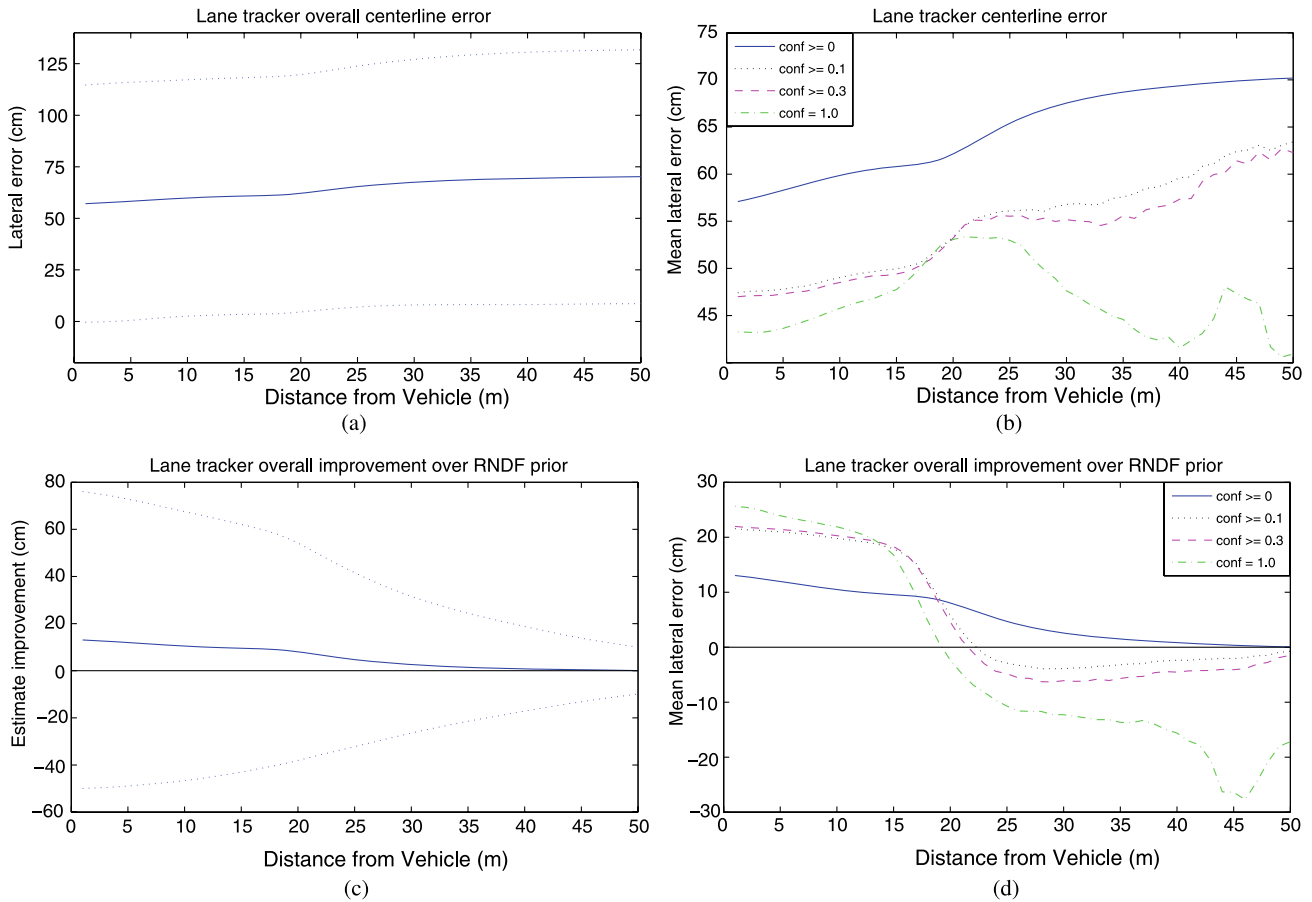 Lane tracker overall centerline error
Lateral error (cm)
125
100
75
50
25
0
0 5 10 15 20 25 30 35 40 45 50
Distance from Vehicle (m)
(a)
Lane tracker centerline error
Mean lateral error (cm)
75
70
65
60
55
50
45
conf >= 0
conf >= 0.1
conf >= 0.3
conf = 1.0
0 5 10 15 20 25 30 35 40 45 50
Distance from Vehicle (m)
(b)
Lane tracker overall improvement over RNDF prior
Estimate improvement (cm)
80
60
40
20
0
−20
−40
−60
0 5 10 15 20 25 30 35 40 45 50
Distance from Vehicle (m)
(c)
Lane tracker overall improvement over RNDF prior
Mean lateral error (cm)
30
20
10
0
−10
−20
−30
conf >= 0
conf >= 0.1
conf >= 0.3
conf = 1.0
0 5 10 15 20 25 30 35 40 45 50
Distance from Vehicle (m)
(d)